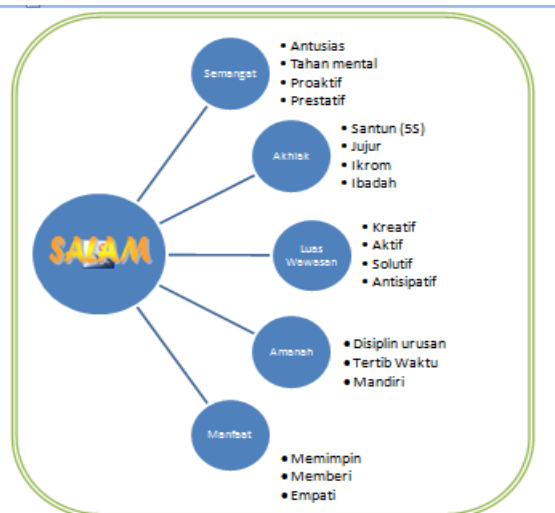 Semangat
• Antusias
• Tahan mental
• Proaktif
• Prestatif
Akhlak
• Santun (5S)
• Jujur
• Ikrom
• Ibadah
SALAM
Luas
Wawasan
• Kreatif
• Aktif
• Solutif
• Antisipatif
Amanah
• Disiplin urusan
• Tertib Waktu
• Mandiri
Manfaat
• Memimpin
• Memberi
• Empati